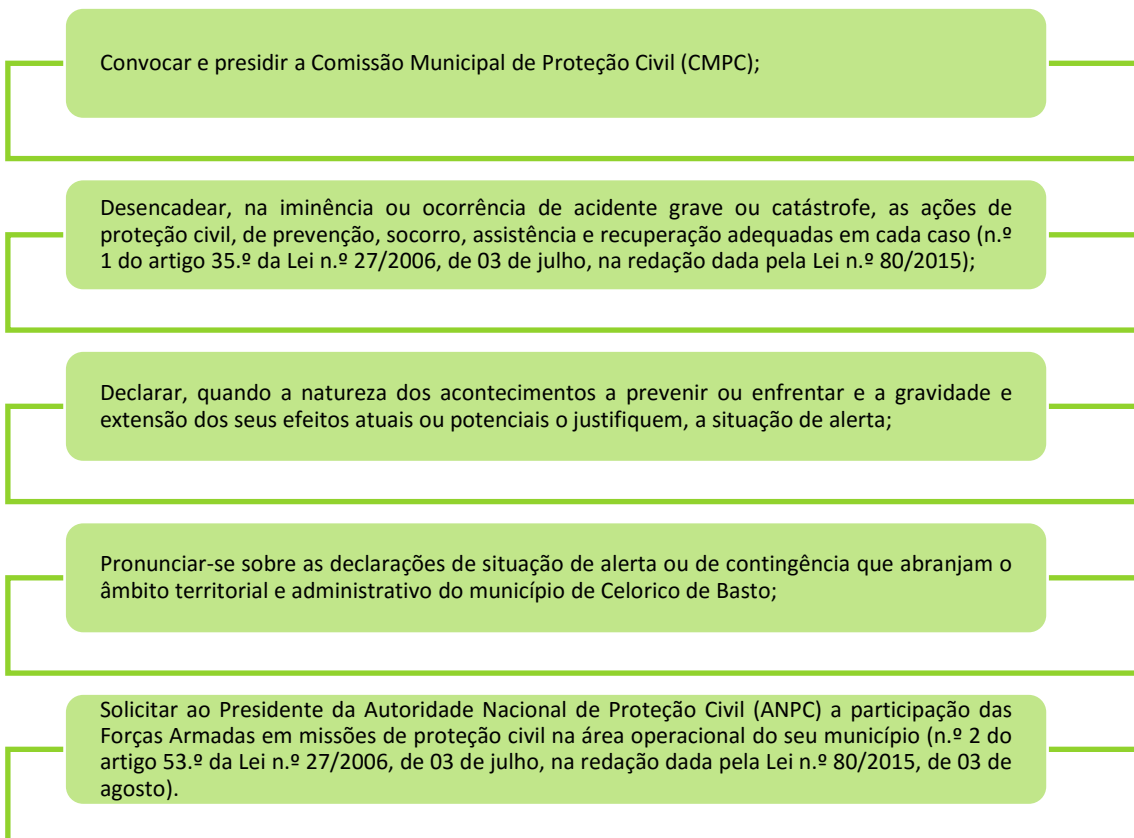 Convocar e presidir a Comissão Municipal de Proteção Civil (CMPC);
Desencadear, na iminência ou ocorrência de acidente grave ou catástrofe, as ações de
proteção civil, de prevenção, socorro, assistência e recuperação adequadas em cada caso (n.º
1 do artigo 35.º da Lei n.º 27/2006, de 03 de julho, na redação dada pela Lei n.º 80/2015);
Declarar, quando a natureza dos acontecimentos a prevenir ou enfrentar e a gravidade e
extensão dos seus efeitos atuais ou potenciais o justifiquem, a situação de alerta;
Pronunciar-se sobre as declarações de situação de alerta ou de contingência que abranjam o
âmbito territorial e administrativo do município de Celorico de Basto;
Solicitar ao Presidente da Autoridade Nacional de Proteção Civil (ANPC) a participação das
Forças Armadas em missões de proteção civil na área operacional do seu município (n.º 2 do
artigo 53.º da Lei n.º 27/2006, de 03 de julho, na redação dada pela Lei n.º 80/2015, de 03 de
agosto).